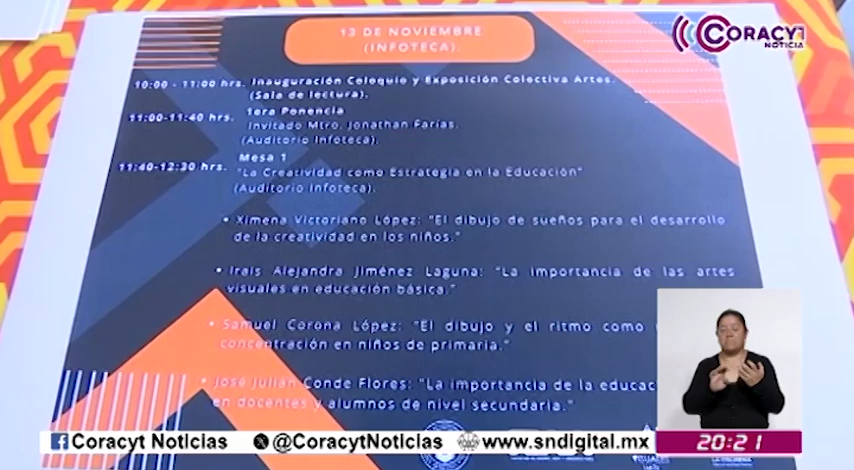 CORACYT
NOTICIA
13 DE NOVIEMBRE
(INFOTECA).
10:00 - 11:00 hrs. Inauguración Coloquio y Exposición Colectiva Artes.
(Sala de lectura).
11:00-11:40 hrs. 1era Ponencia
Invitado Mtro. Jonathan Farías.
(Auditorio Infoteca).
11:40-12:30 hrs. Mesa 1
"La Creatividad como Estrategia en la Educación"
(Auditorio Infoteca).
• Ximena Victoriano López: "El dibujo de sueños para el desarrollo
de la creatividad en los niños."
• Irais Alejandra Jiménez Laguna: "La importancia de las artes
visuales en educación básica."
• Samuel Corona López: "El dibujo y el ritmo como
concentración en niños de primaria."
• José Julián Conde Flores: "La importancia de la educac
en docentes y alumnos de nivel secundaria."
Coracyt Noticias @CoracytNoticias www.sndigital.mx 20:21